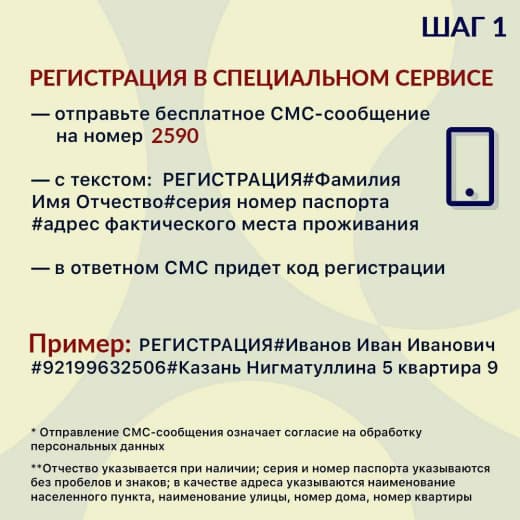 ШАГ 1
РЕГИСТРАЦИЯ В СПЕЦИАЛЬНОМ СЕРВИСЕ
— отправьте бесплатное СМС-сообщение
на номер 2590
— с текстом: РЕГИСТРАЦИЯ#Фамилия
Имя Отчество#серия номер паспорта
#адрес фактического места проживания
— в ответном СМС придет код регистрации
Пример: РЕГИСТРАЦИЯ#Иванов Иван Иванович
#92199632506#Казань Нигматуллина 5 квартира 9
* Отправление СМС-сообщения означает согласие на обработку
персональных данных
**Отчество указывается при наличии; серия и номер паспорта указываются
без пробелов и знаков; в качестве адреса указываются наименование
населенного пункта, наименование улицы, номер дома, номер квартиры